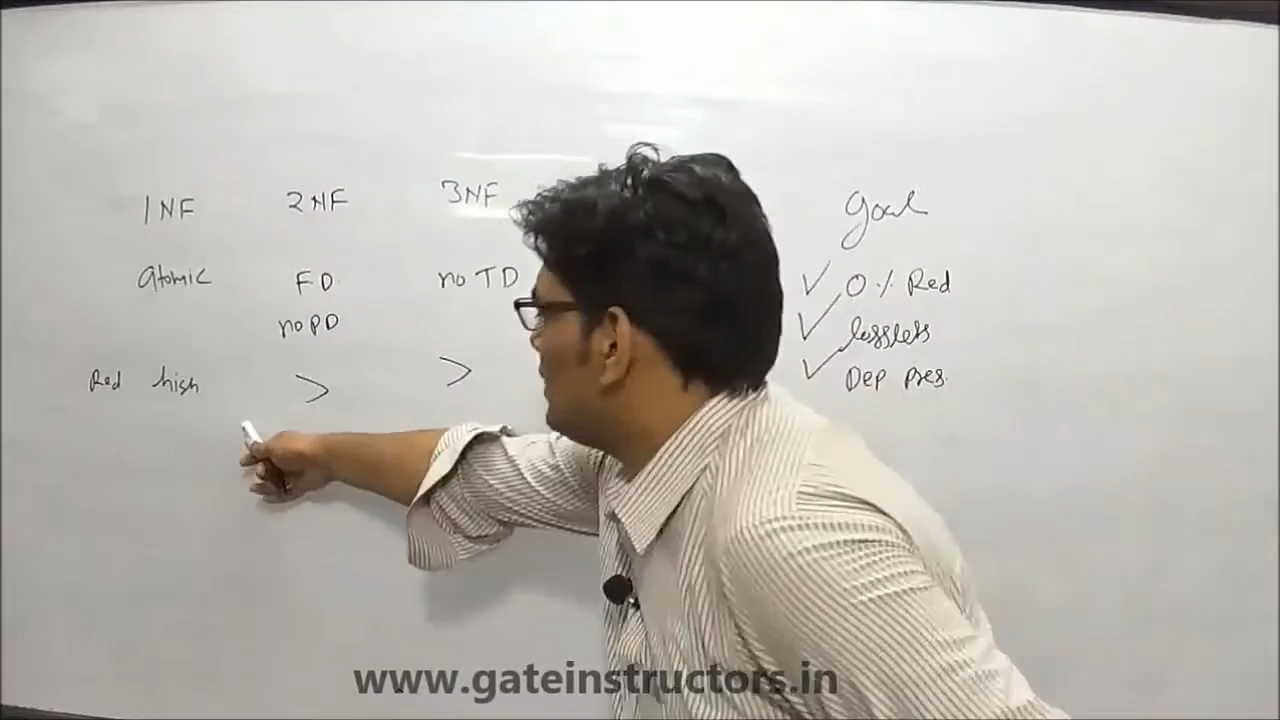 1NF 2NF 3NF Goal
Atomic FD. no TD 0% Red
no PD lossless
Red high > > Dep pres.
www.gateinstructors.in